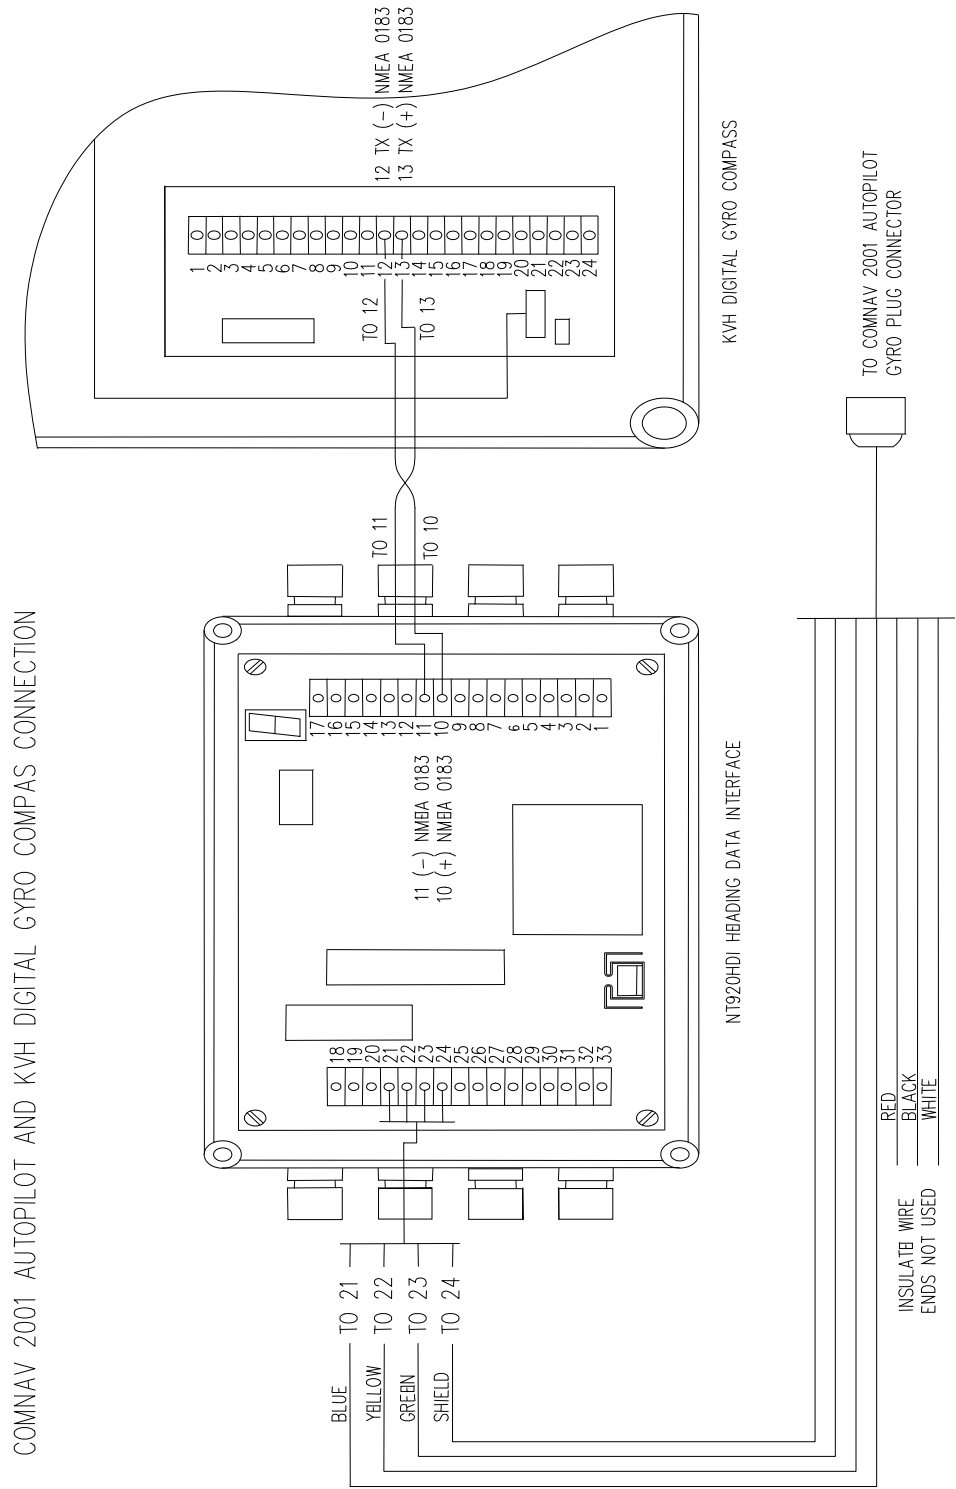 COMNAV 2001 AUTOPILOT AND KVH DIGITAL GYRO COMPAS CONNECTION
BLUE
YELLOW
GREEN
SHIELD
TO 21
TO 22
TO 23
TO 24
18
19
20
21
22
23
24
25
26
27
28
29
30
31
32
33
11 (-) NMEA 0183
10 (+) NMEA 0183
17
16
15
14
13
12
11
10
9
8
7
6
5
4
3
2
1
TO 11
TO 10
TO 12
TO 13
1
2
3
4
5
6
7
8
9
10
11
12
13
14
15
16
17
18
19
20
21
22
23
24
12 TX (-) NMEA 0183
13 TX (+) NMEA 0183
NT920HDI HEADING DATA INTERFACE
KVH DIGITAL GYRO COMPASS
INSULATE WIRE
ENDS NOT USED
RED
BLACK
WHITE
TO COMNAV 2001 AUTOPILOT
GYRO PLUG CONNECTOR